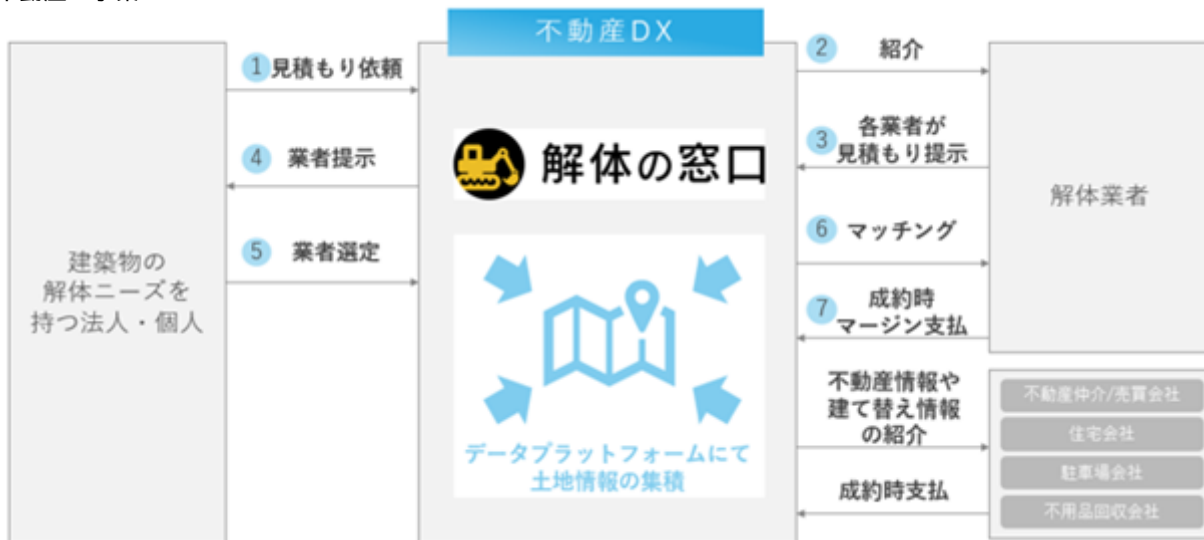 不動産DX
建築物の
解体ニーズを
持つ法人・個人
1 見積もり依頼
4 業者提示
5 業者選定
解体の窓口
データプラットフォームにて
土地情報の集積
2 紹介
3 各業者が
見積もり提示
6 マッチング
7 成約時
マージン支払
不動産情報や
建て替え情報
の紹介
成約時支払
解体業者
不動産仲介/売買会社
住宅会社
駐車場会社
不用品回収会社